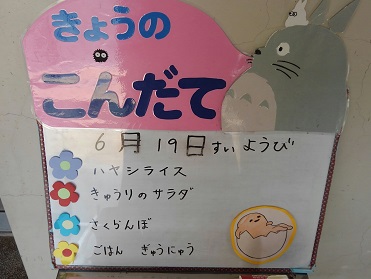 きょうの
こんだて
6月19日すいようび
ハヤシライス
きゅうりのサラダ
さくらんぼ
ごはん ぎゅうにゅう